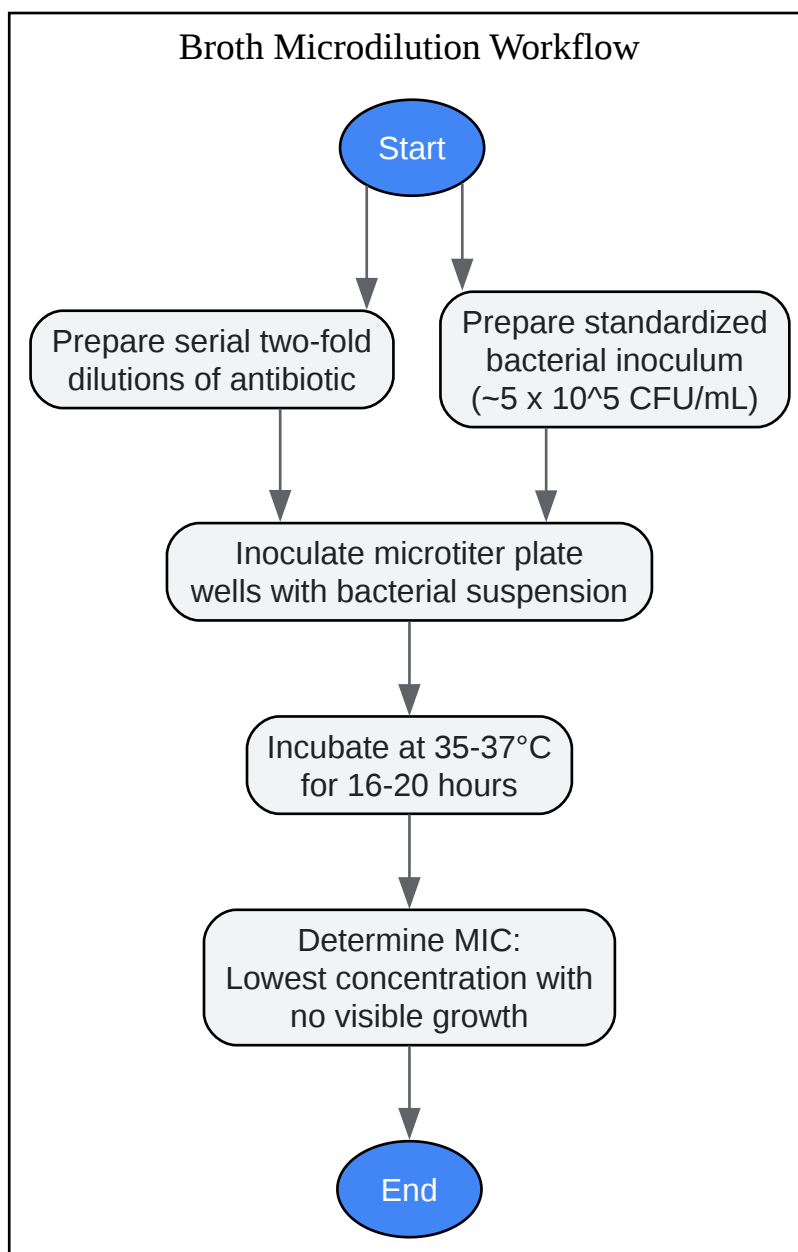 Broth Microdilution Workflow
Start
Prepare serial two-fold
dilutions of antibiotic
Prepare standardized
bacterial inoculum
(~5 x 10^5 CFU/mL)
Inoculate microtiter plate
wells with bacterial suspension
Incubate at 35-37°C
for 16-20 hours
Determine MIC:
Lowest concentration with
no visible growth
End